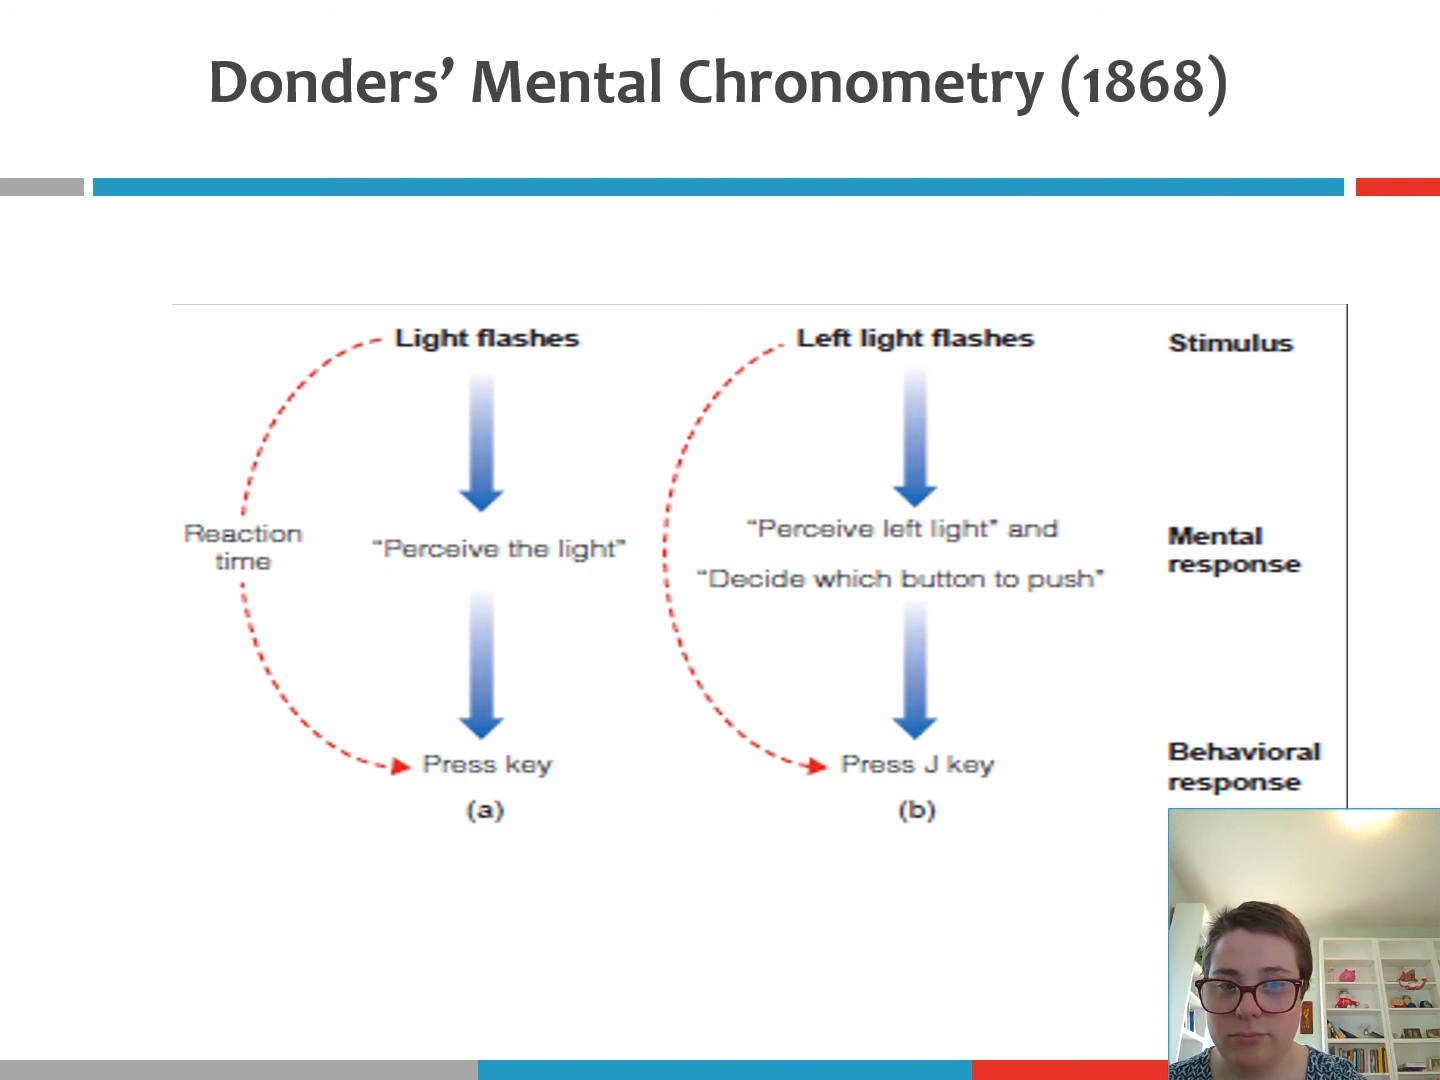 Donders’ Mental Chronometry (1868)
Light flashes
Left light flashes
Stimulus
Reaction
time
“Perceive the light”
“Perceive left light” and
“Decide which button to push”
Mental
response
Press key
Press J key
Behavioral
response
(a)
(b)